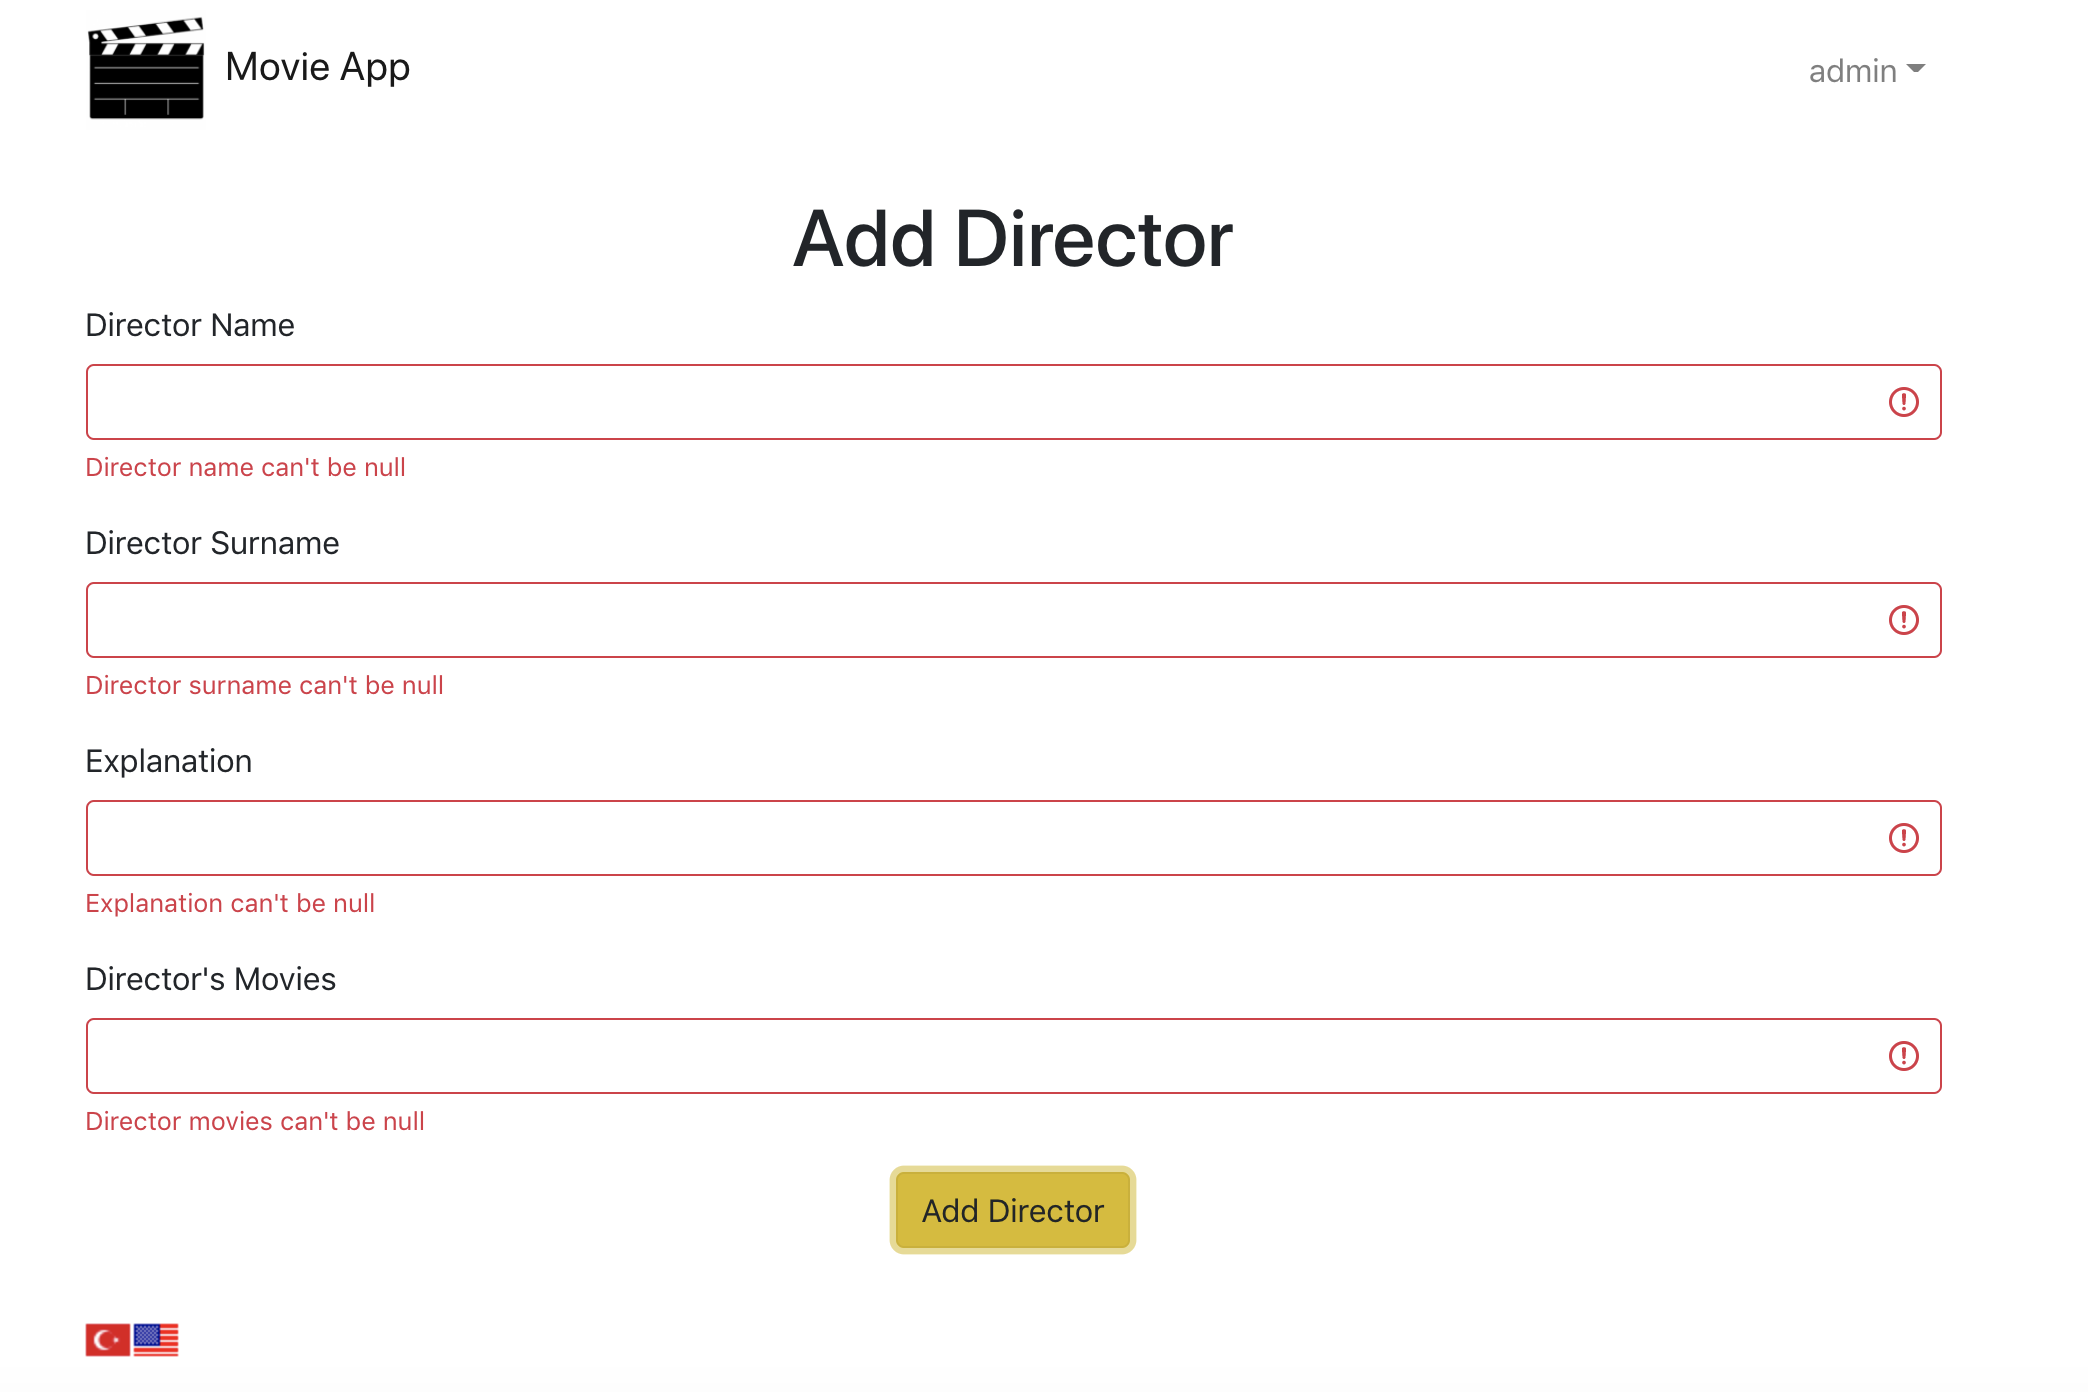 Movie App
admin
Add Director
Director Name
Director name can't be null
Director Surname
Director surname can't be null
Explanation
Explanation can't be null
Director's Movies
Director movies can't be null
Add Director